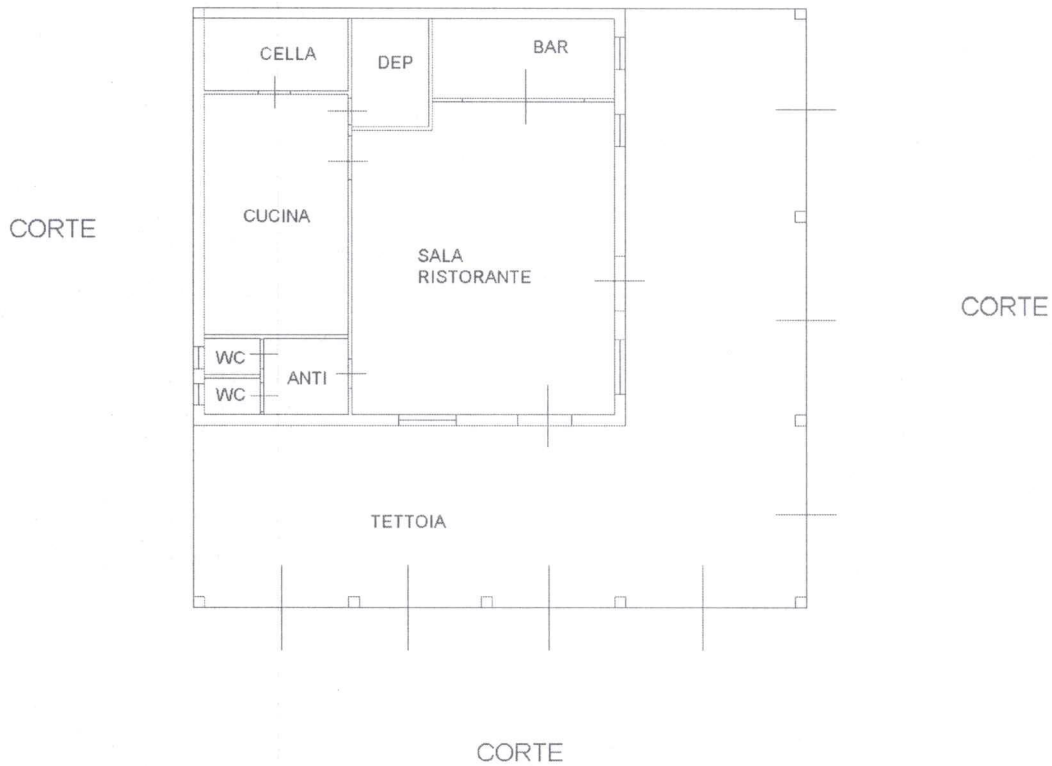 CELLA
DEP
BAR
CORTE
CUCINA
SALA
RISTORANTE
CORTE
WC
ANTI
WC
TETTOIA
CORTE